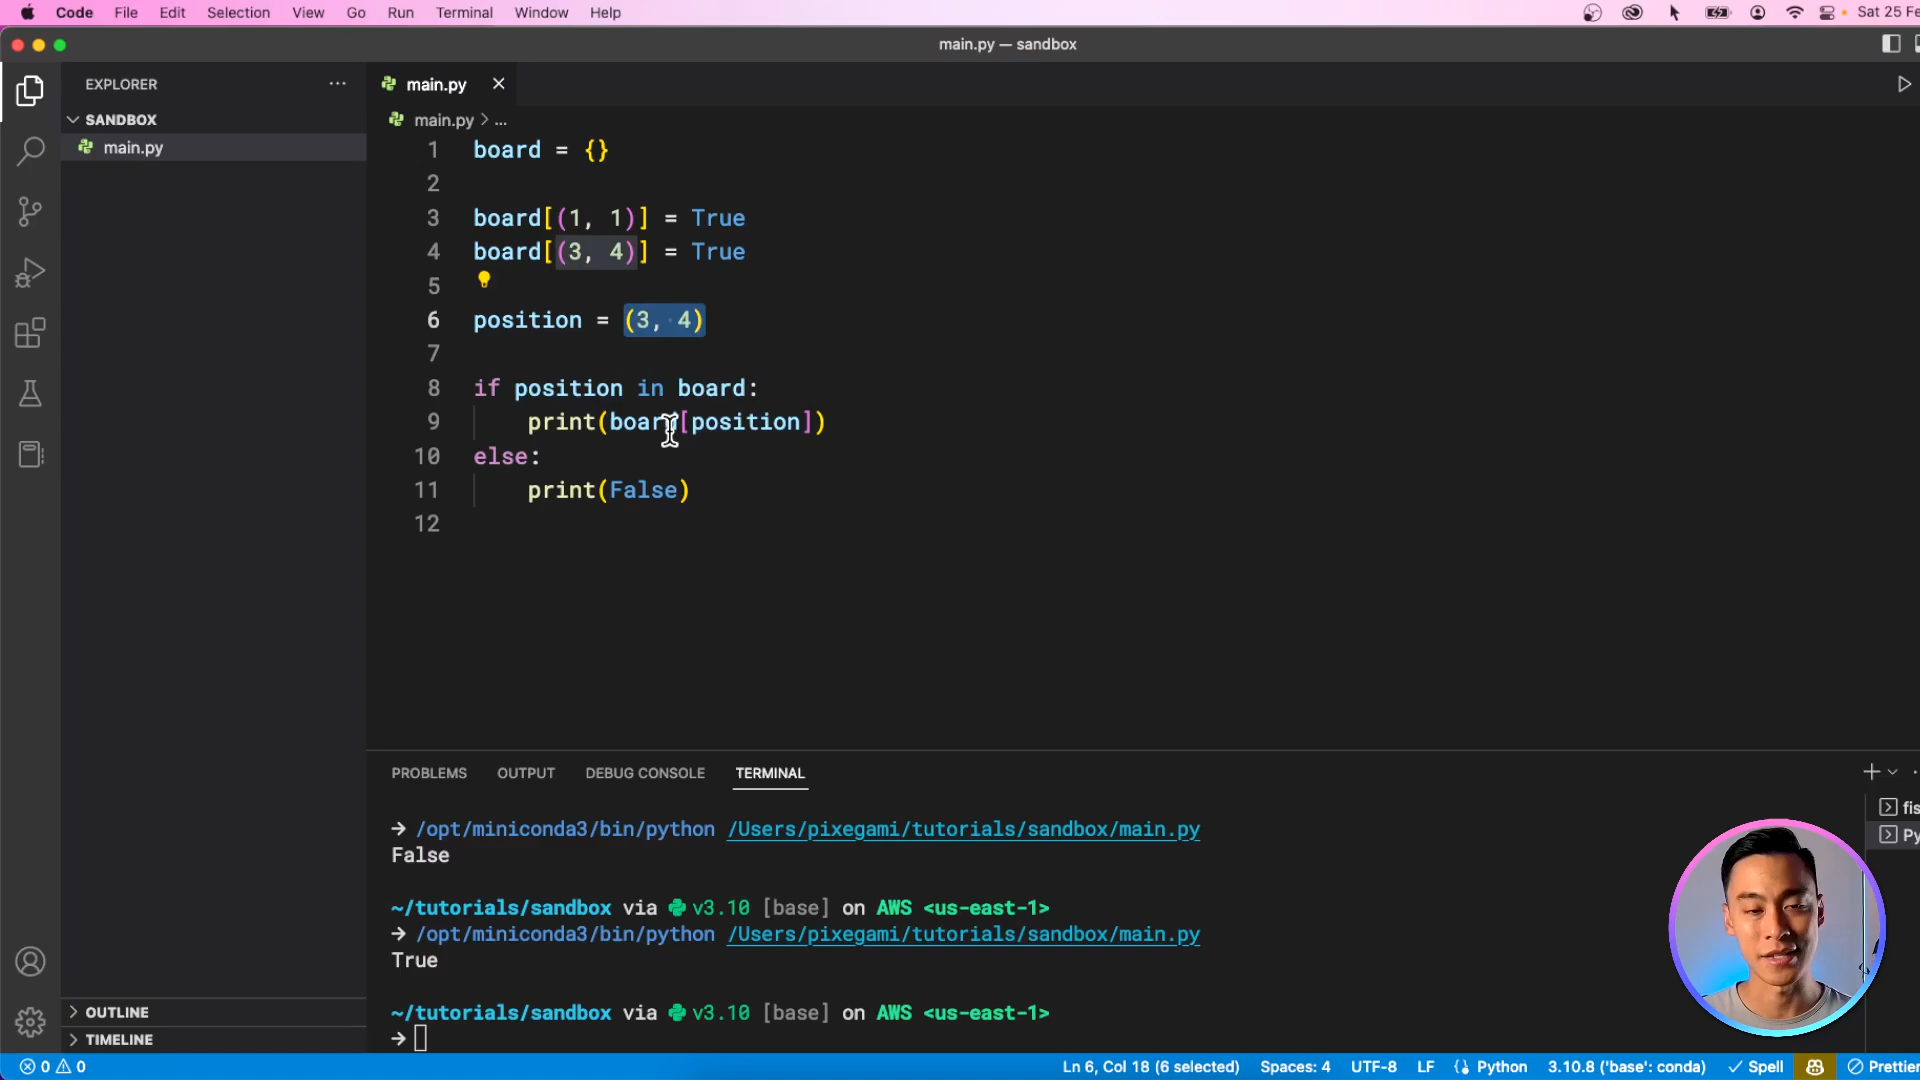 Code File Edit Selection View Go Run Terminal Window Help Sat 25 Fe
main.py — sandbox
EXPLORER ··· main.py
SANDBOX
main.py
main.py > ...
1 board = {}
2
3 board[(1, 1)] = True
4 board[(3, 4)] = True
5
6 position = (3, 4)
7
8 if position in board:
9 print(board[position])
10 else:
11 print(False)
12
PROBLEMS OUTPUT DEBUG CONSOLE TERMINAL
→ /opt/miniconda3/bin/python /Users/pixegami/tutorials/sandbox/main.py
False
~/tutorials/sandbox via v3.10 [base] on AWS <us-east-1>
→ /opt/miniconda3/bin/python /Users/pixegami/tutorials/sandbox/main.py
True
~/tutorials/sandbox via v3.10 [base] on AWS <us-east-1>
→
fis
Py
OUTLINE
TIMELINE
0 0 Ln 6, Col 18 (6 selected) Spaces: 4 UTF-8 LF Python 3.10.8 ('base': conda) Spell Prettier